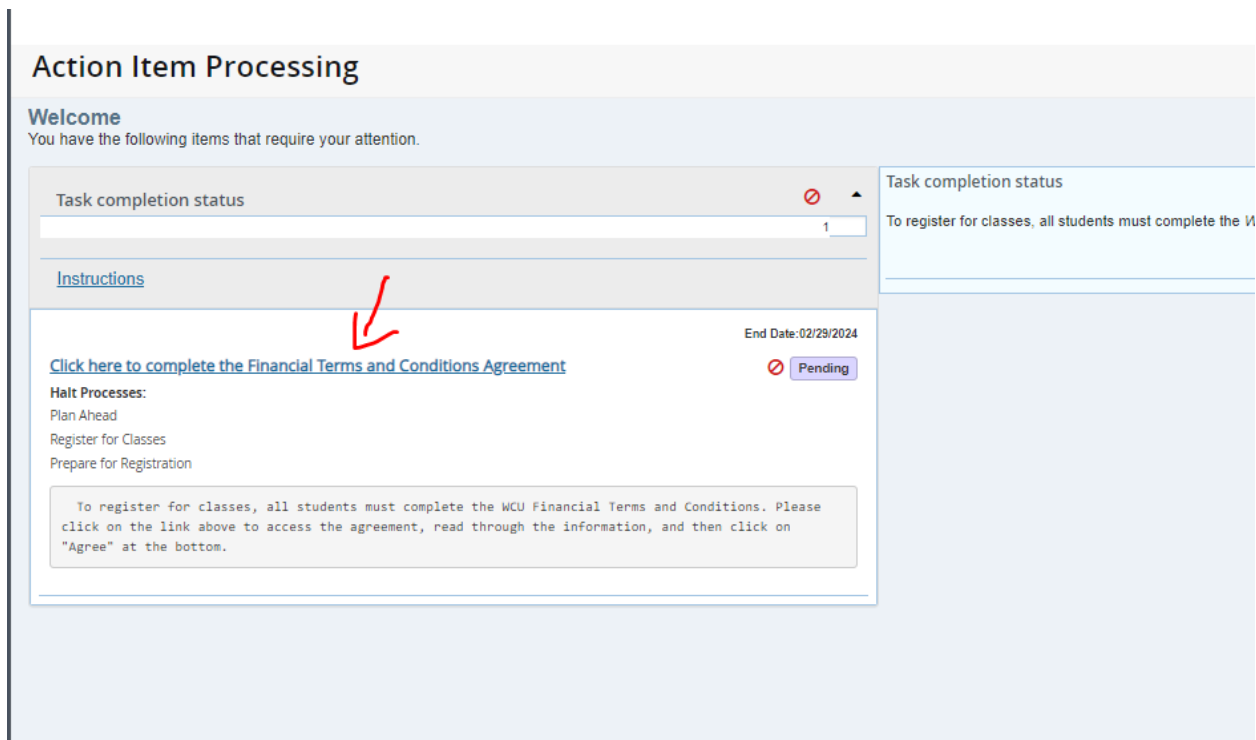 Action Item Processing
Welcome
You have the following items that require your attention.
Task completion status
1
Instructions
End Date:02/29/2024
Click here to complete the Financial Terms and Conditions Agreement
Pending
Halt Processes:
Plan Ahead
Register for Classes
Prepare for Registration
To register for classes, all students must complete the WCU Financial Terms and Conditions. Please
click on the link above to access the agreement, read through the information, and then click on
"Agree" at the bottom.
Task completion status
To register for classes, all students must complete the